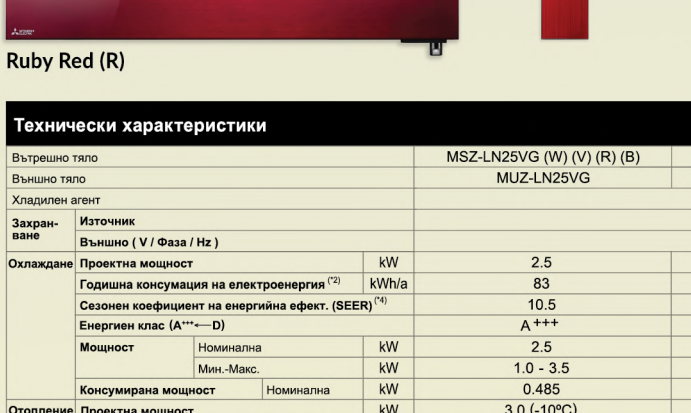 MITSUBISHI ELECTRIC
Ruby Red (R)
Технически характеристики
Вътрешно тяло MSZ-LN25VG (W) (V) (R) (B)
Външно тяло MUZ-LN25VG
Хладилен агент
Захран-
ване
Източник
Външно ( V / Фаза / Hz )
Охлаждане Проектна мощност kW 2.5
Годишна консумация на електроенергия (*2) kWh/a 83
Сезонен коефициент на енергийна ефект. (SEER) (*4) 10.5
Енергиен клас (A+++←D) A+++
Мощност Номинална kW 2.5
Мин.-Макс. kW 1.0 - 3.5
Консумирана мощност Номинална kW 0.485
Отопление Проектна мощност kW 3.0 (-10ºC)